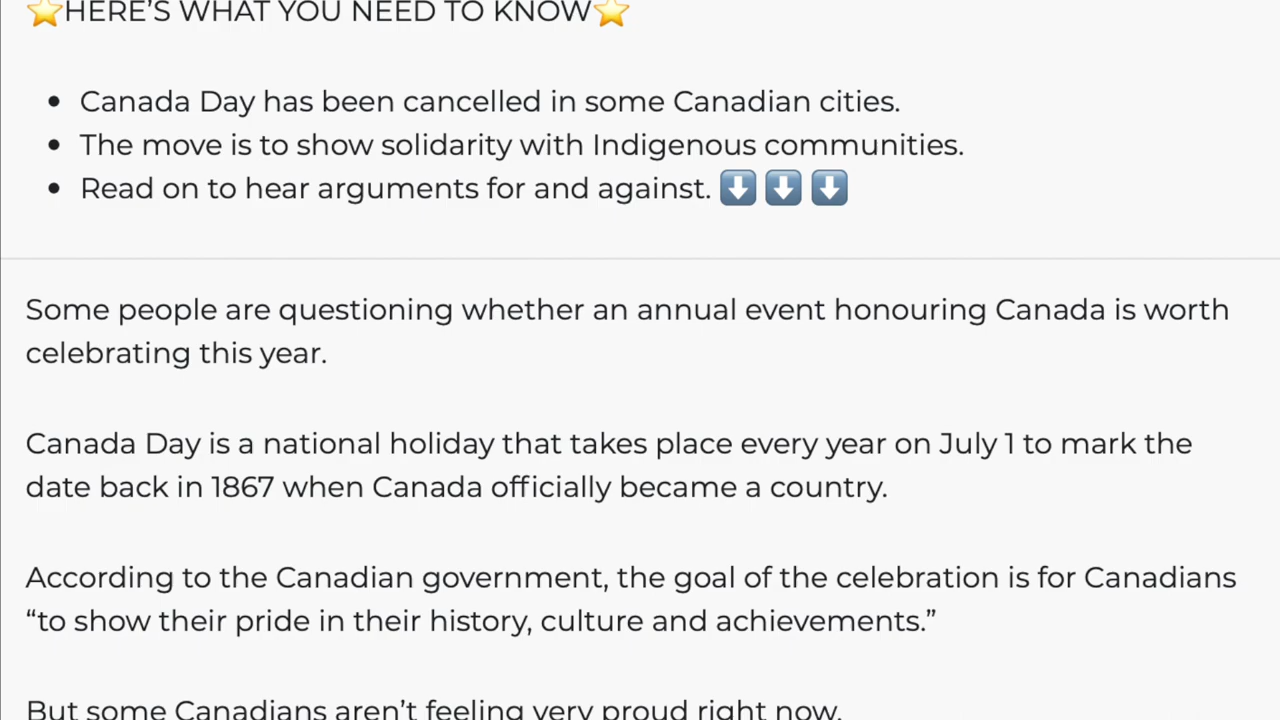 ⭐HERE'S WHAT YOU NEED TO KNOW⭐
• Canada Day has been cancelled in some Canadian cities.
• The move is to show solidarity with Indigenous communities.
• Read on to hear arguments for and against. ⬇️ ⬇️ ⬇️
Some people are questioning whether an annual event honouring Canada is worth
celebrating this year.
Canada Day is a national holiday that takes place every year on July 1 to mark the
date back in 1867 when Canada officially became a country.
According to the Canadian government, the goal of the celebration is for Canadians
“to show their pride in their history, culture and achievements.”
But some Canadians aren’t feeling very proud right now.